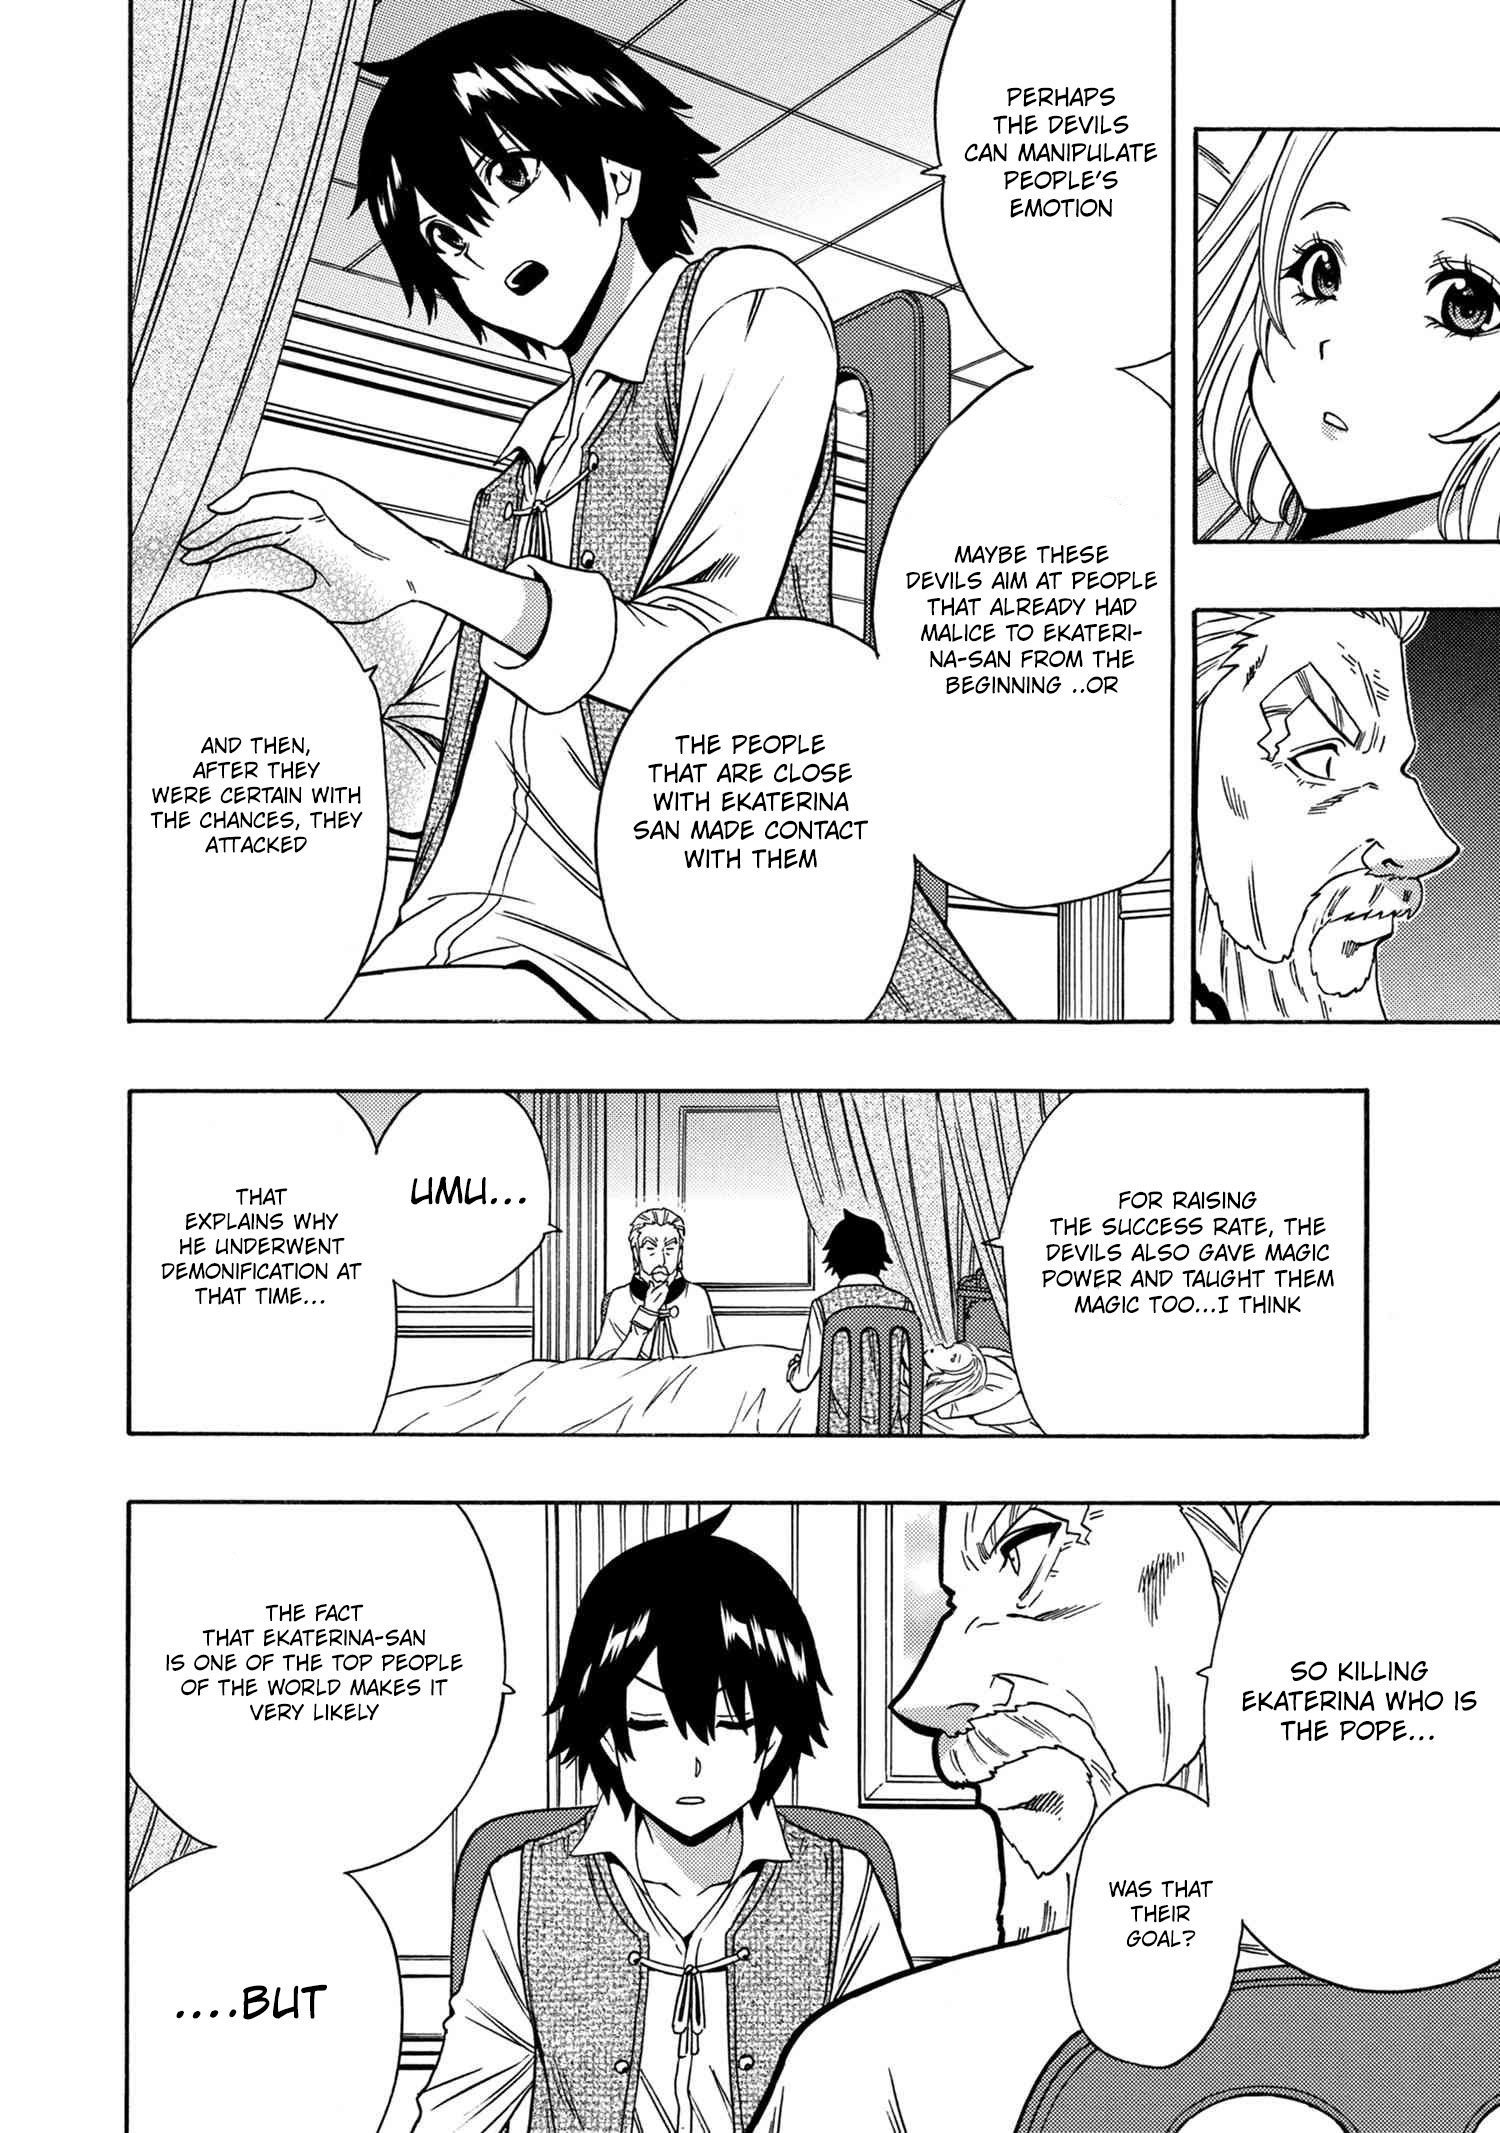 PERHAPS
THE DEVILS
CAN MANIPULATE
PEOPLE'S
EMOTION
MAYBE THESE
DEVILS AIM AT PEOPLE
THAT ALREADY HAD
MALICE TO EKATERI-
NA-SAN FROM THE
BEGINNING ..OR
THE PEOPLE
THAT ARE CLOSE
WITH EKATERINA
SAN MADE CONTACT
WITH THEM
AND THEN,
AFTER THEY
WERE CERTAIN WITH
THE CHANCES, THEY
ATTACKED
FOR RAISING
THE SUCCESS RATE, THE
DEVILS ALSO GAVE MAGIC
POWER AND TAUGHT THEM
MAGIC TOO...I THINK
UMU...
THAT
EXPLAINS WHY
HE UNDERWENT
DEMONIFICATION AT
THAT TIME...
SO KILLING
EKATERINA WHO IS
THE POPE...
WAS THAT
THEIR
GOAL?
THE FACT
THAT EKATERINA-SAN
IS ONE OF THE TOP PEOPLE
OF THE WORLD MAKES IT
VERY LIKELY
....BUT